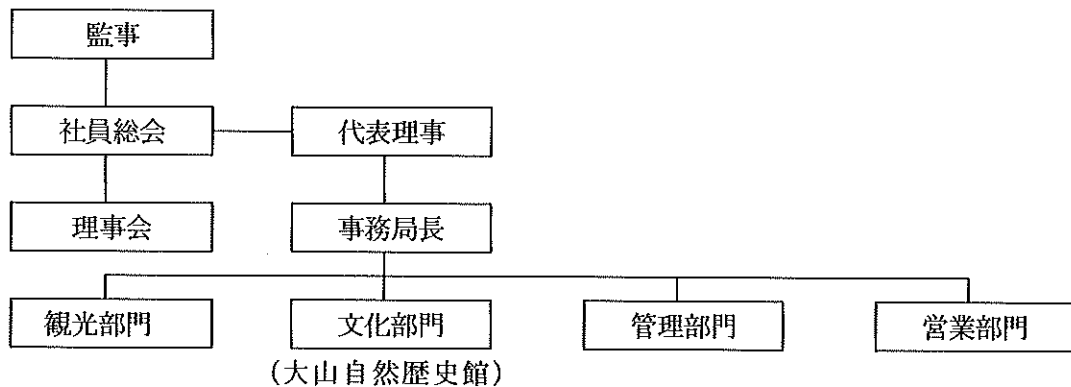 監事
社員総会
代表理事
理事会
事務局長
観光部門
文化部門
管理部門
営業部門
(大山自然歴史館)